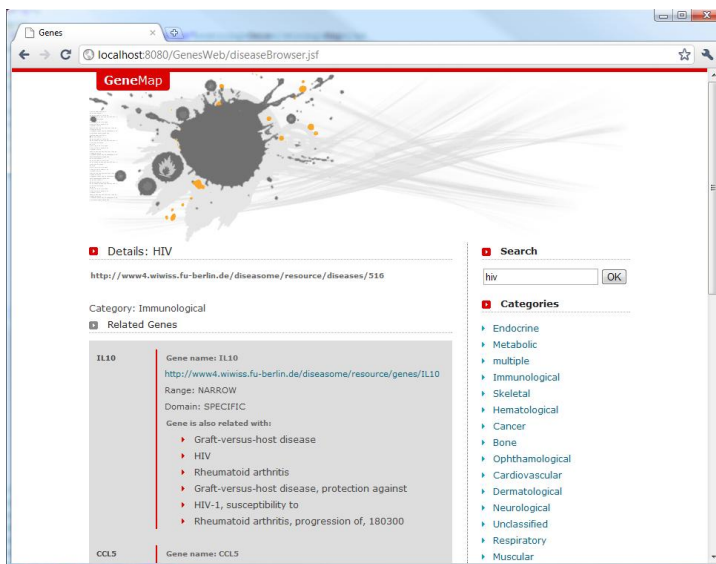 Genes
localhost:8080/GenesWeb/diseaseBrowser.jsf
GeneMap
Details: HIV
http://www4.wiwiss.fu-berlin.de/diseasome/resource/diseases/516
Category: Immunological
Related Genes
IL10
Gene name: IL10
http://www4.wiwiss.fu-berlin.de/diseasome/resource/genes/IL10
Range: NARROW
Domain: SPECIFIC
Gene is also related with:
Graft-versus-host disease
HIV
Rheumatoid arthritis
Graft-versus-host disease, protection against
HIV-1, susceptibility to
Rheumatoid arthritis, progression of, 180300
CCL5
Gene name: CCL5
Search
hiv
OK
Categories
Endocrine
Metabolic
multiple
Immunological
Skeletal
Hematological
Cancer
Bone
Ophthamological
Cardiovascular
Dermatological
Neurological
Unclassified
Respiratory
Muscular